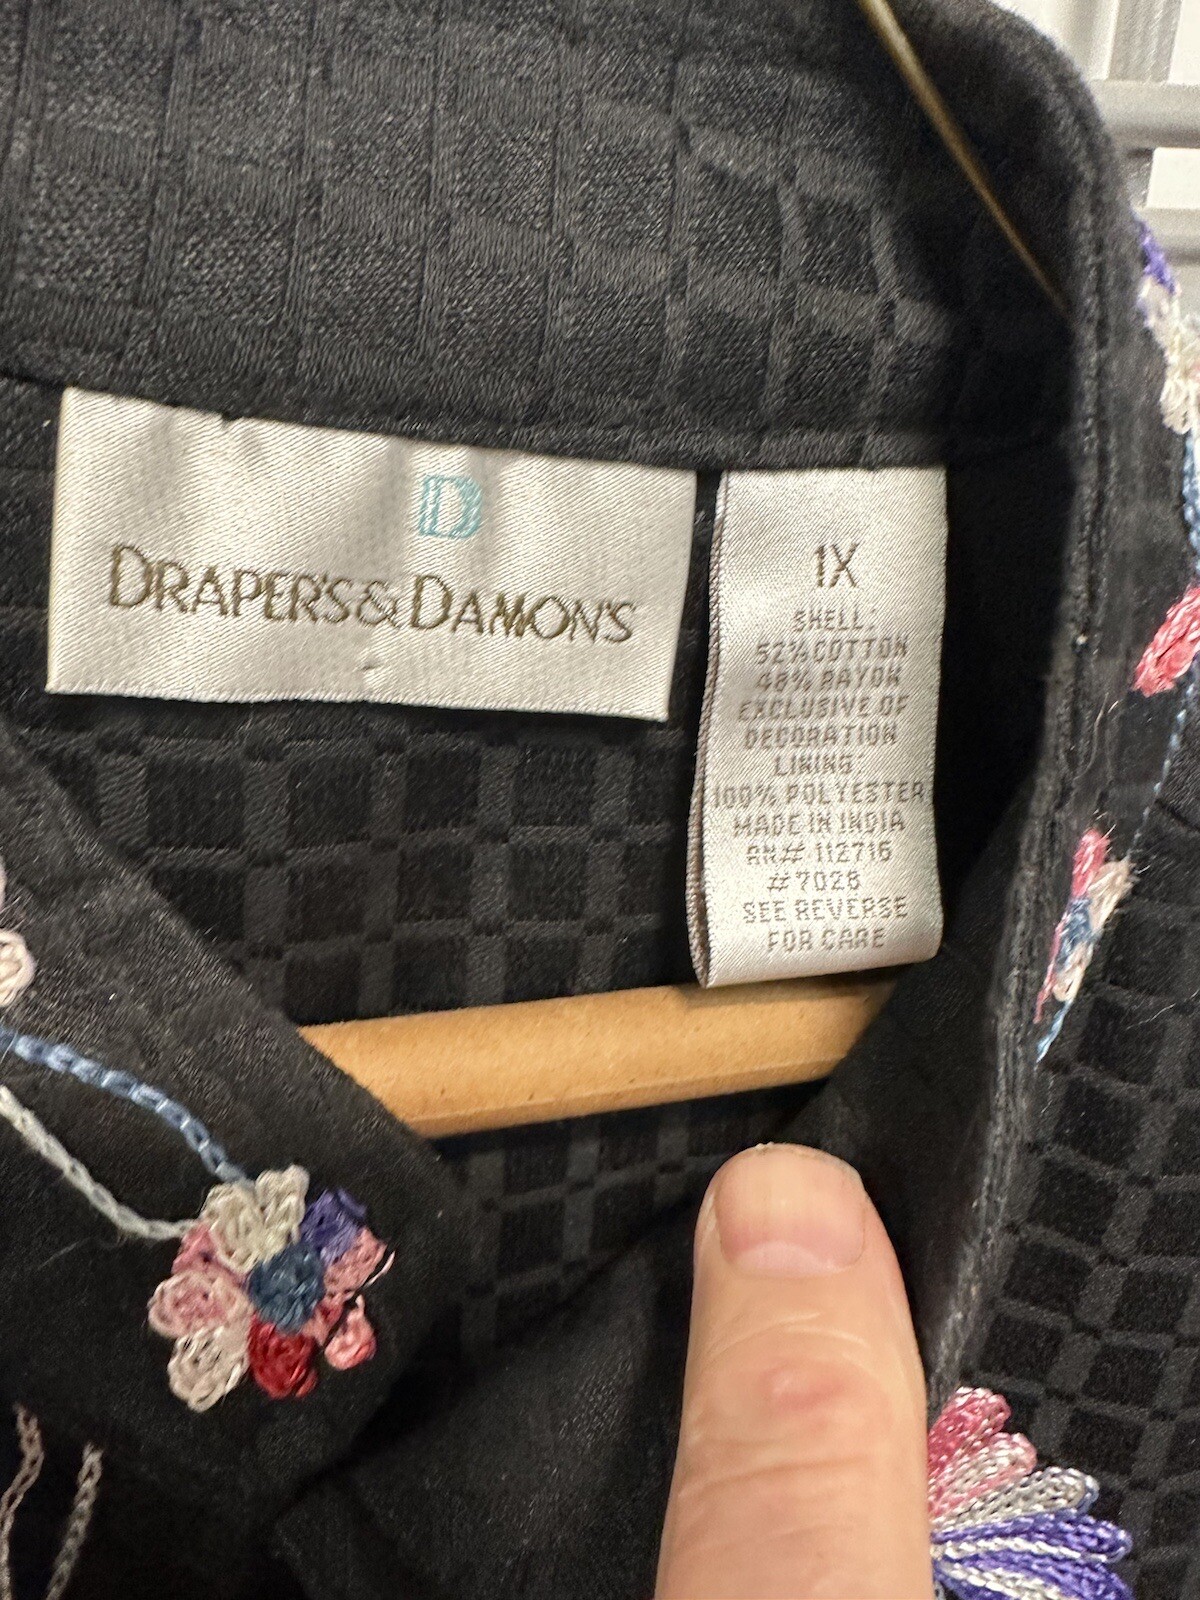 D
DRAPER'S & DAMON'S
1X
SHELL:
52% COTTON
48% RAYON
EXCLUSIVE OF
DECORATION
LINING:
100% POLYESTER
MADE IN INDIA
RN# 112716
#7028
SEE REVERSE
FOR CARE